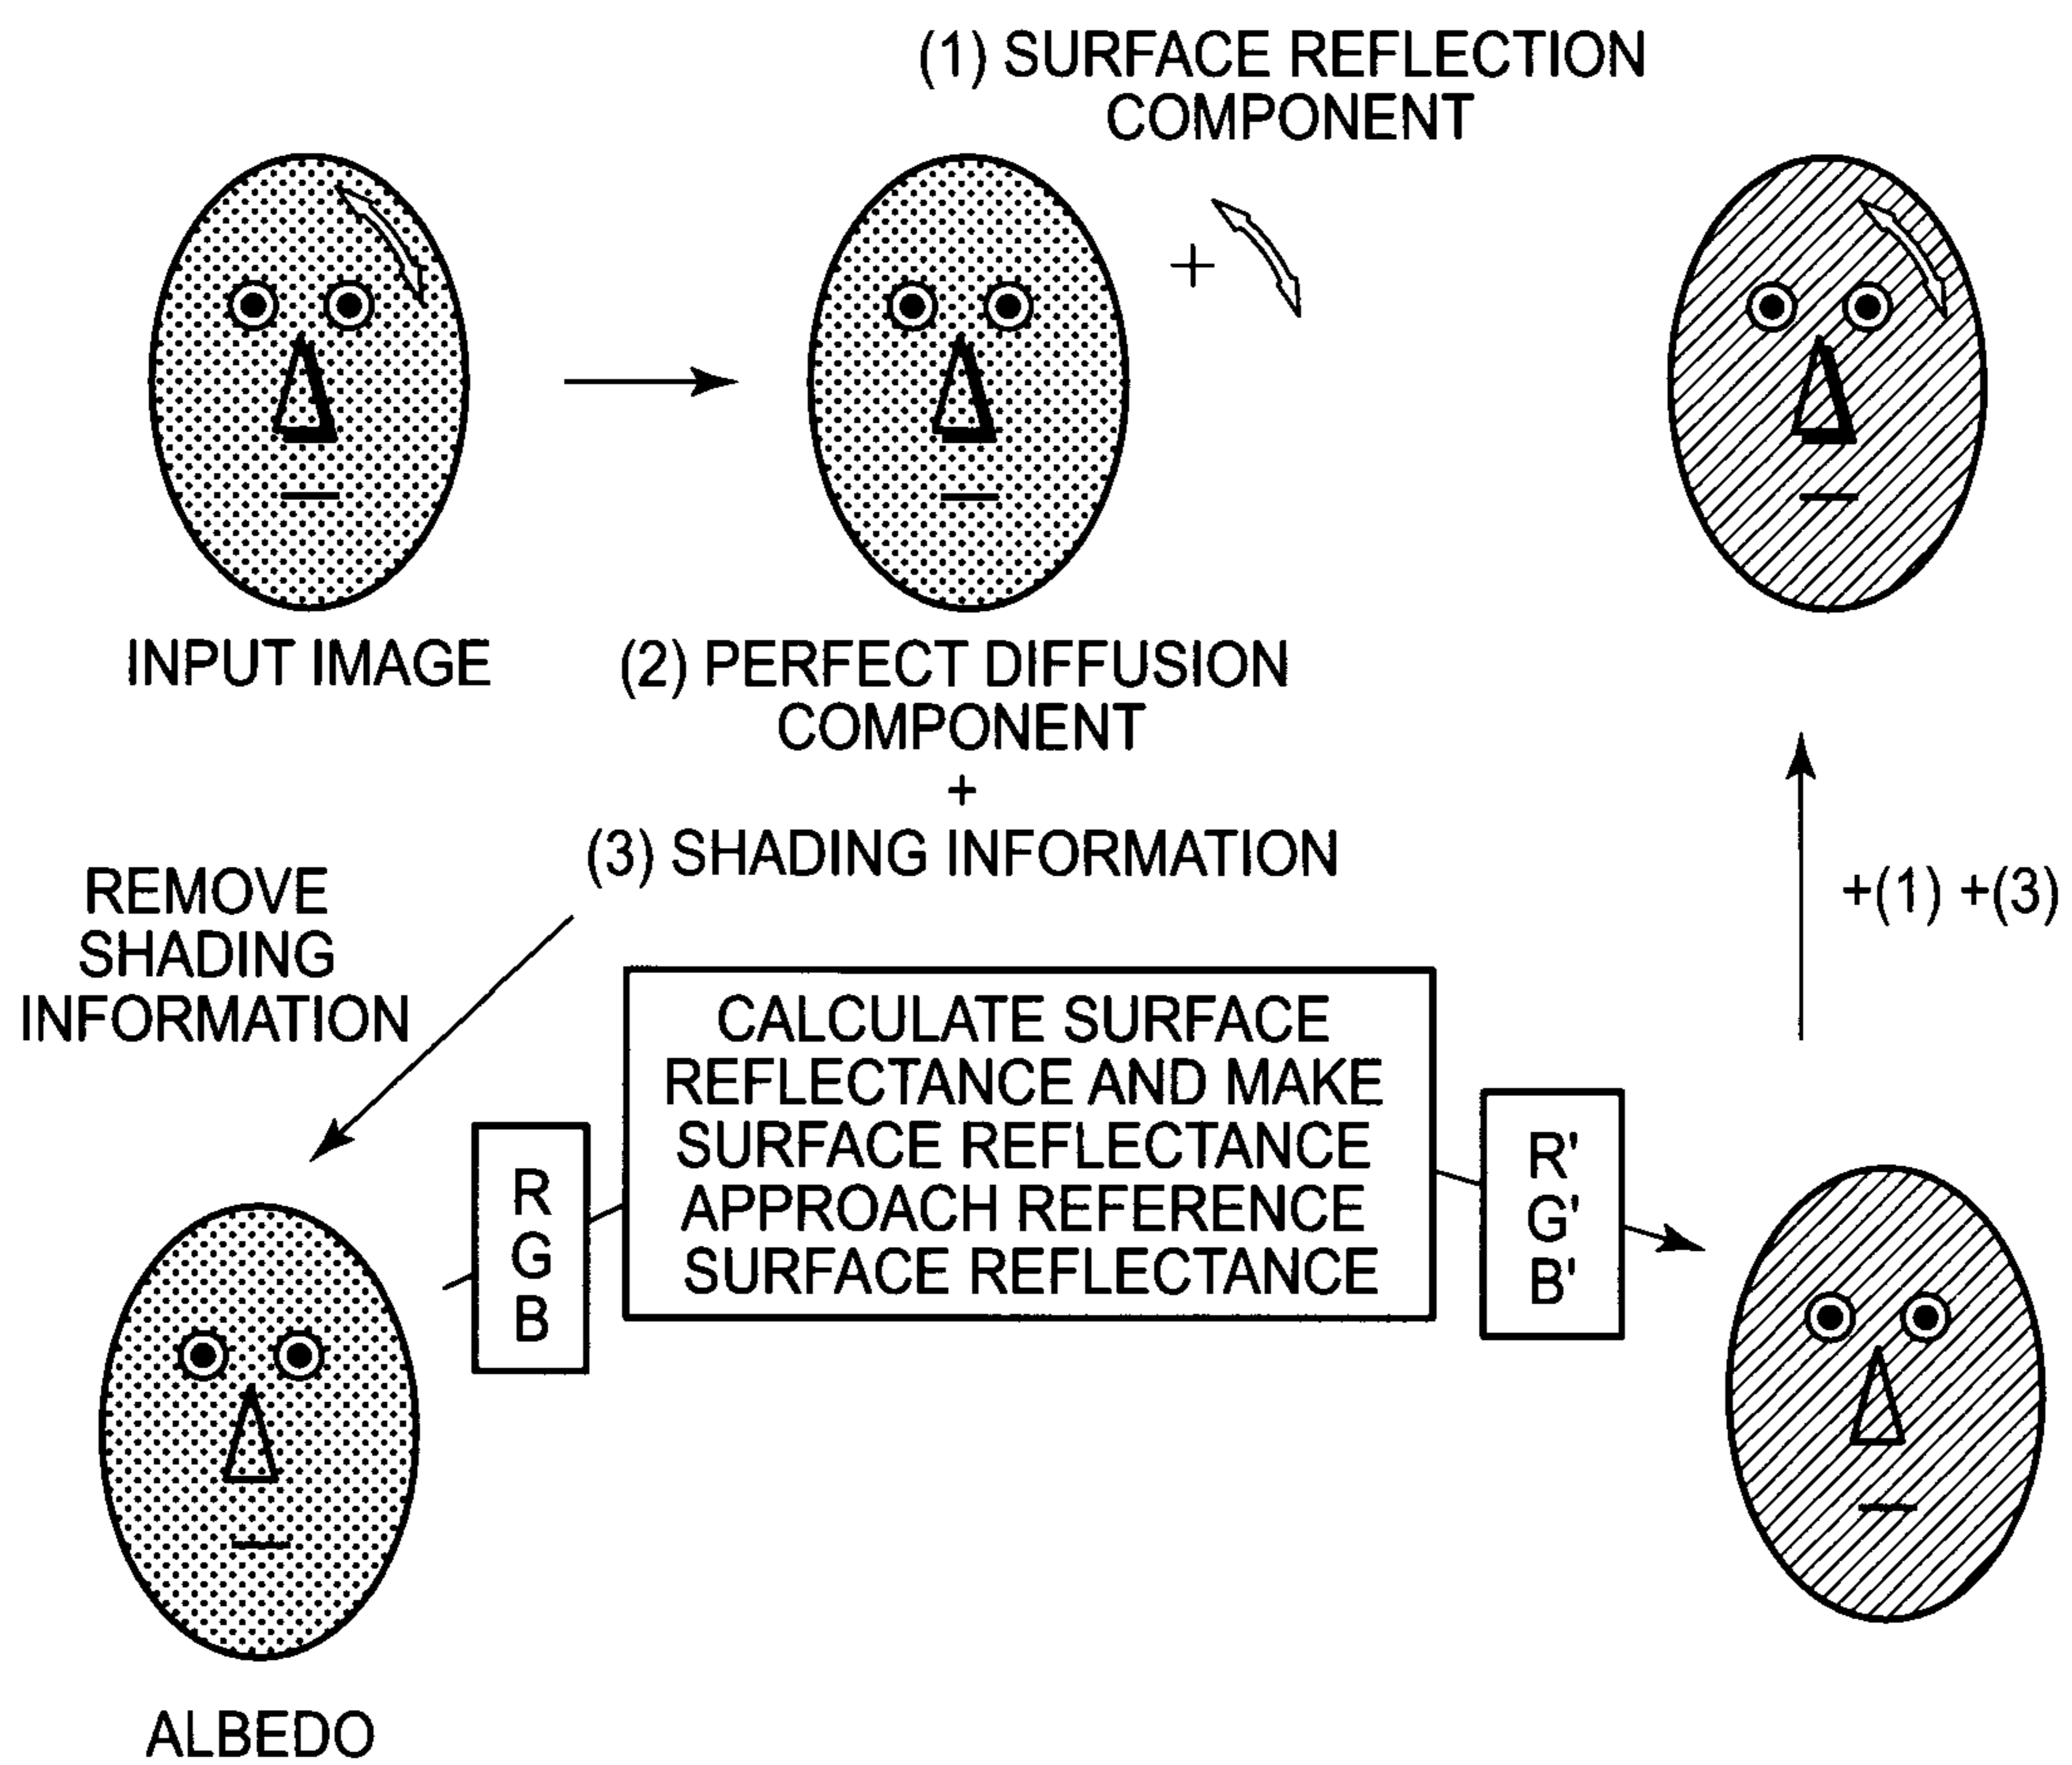 (1) SURFACE REFLECTION
COMPONENT
+
INPUT IMAGE
(2) PERFECT DIFFUSION
COMPONENT
+
(3) SHADING INFORMATION
REMOVE
SHADING
INFORMATION
+(1) +(3)
CALCULATE SURFACE
REFLECTANCE AND MAKE
SURFACE REFLECTANCE
APPROACH REFERENCE
SURFACE REFLECTANCE
R
G
B
R'
G'
B'
ALBEDO